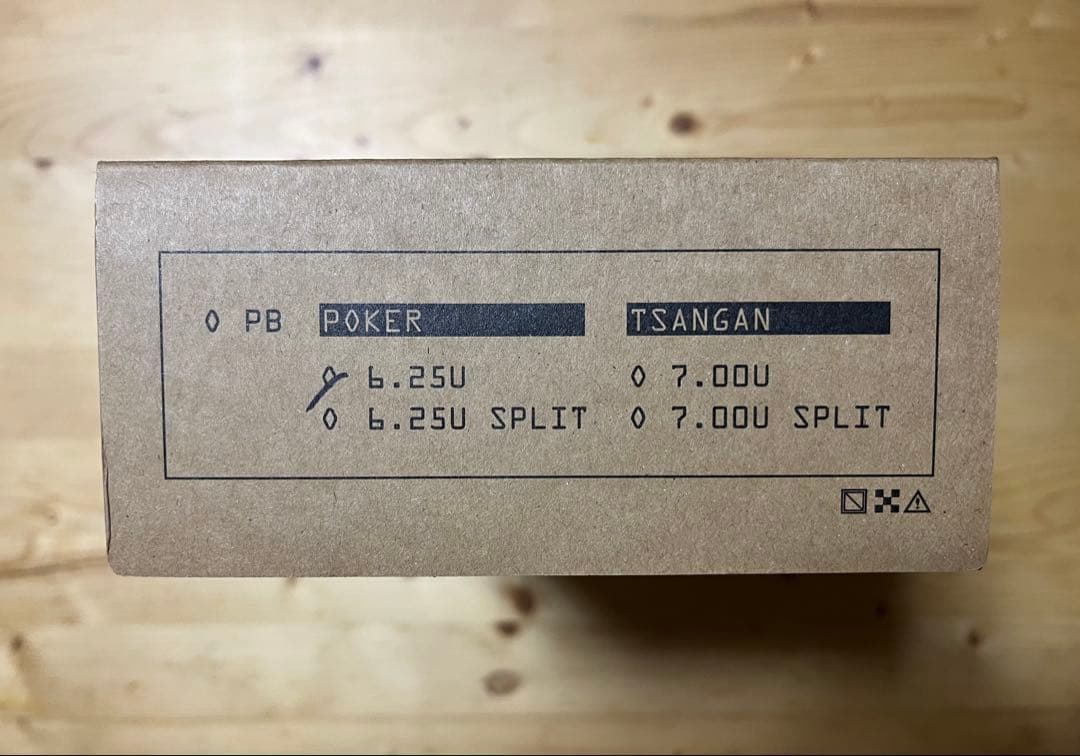 ◊ PB POKER TSANGAN
◊ 6.25U ◊ 7.00U
◊ 6.25U SPLIT ◊ 7.00U SPLIT